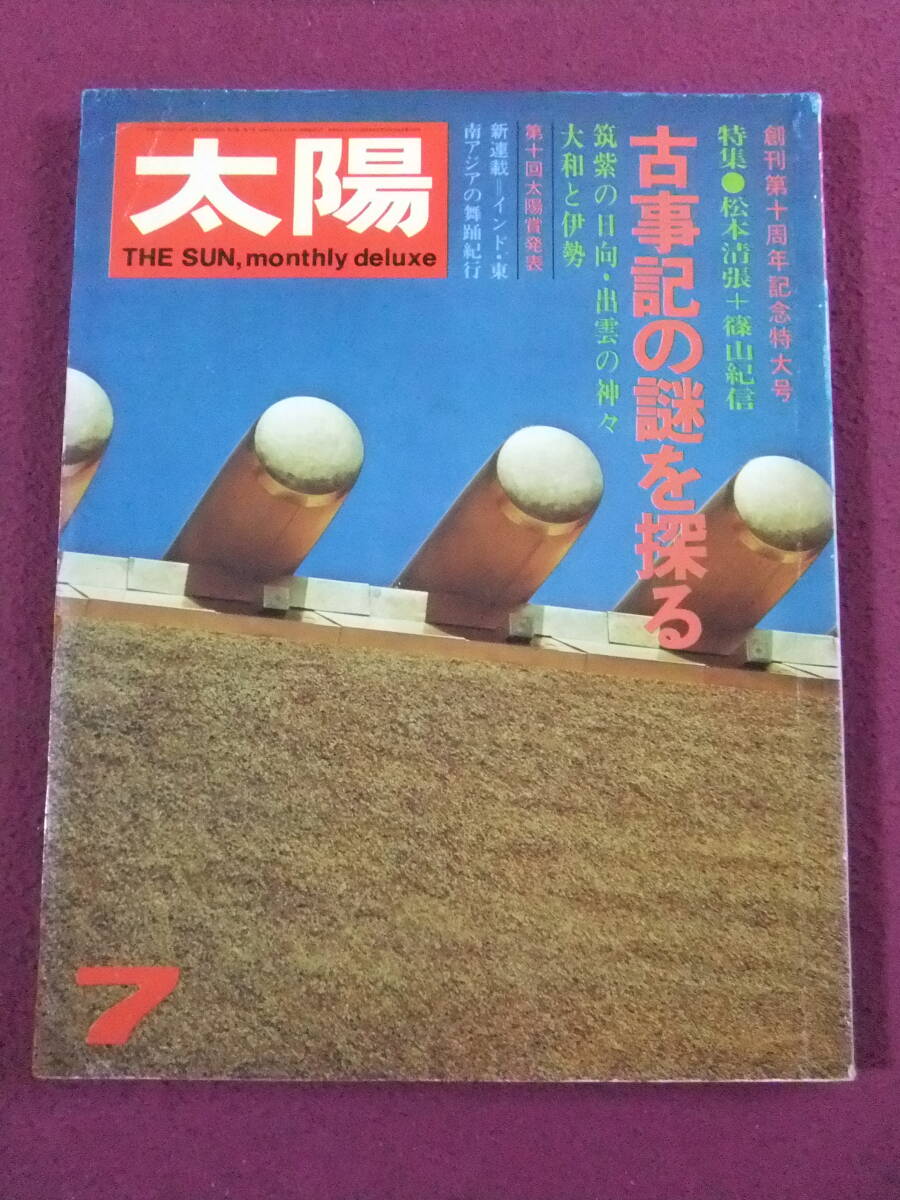 太陽
THE SUN, monthly deluxe
創刊第十周年記念特大号
特集●松本清張＋篠山紀信
古事記の謎を探る
筑紫の日向・出雲の神々
大和と伊勢
第十回太陽賞発表
新連載＝インド・東
南アジアの舞踊紀行
7